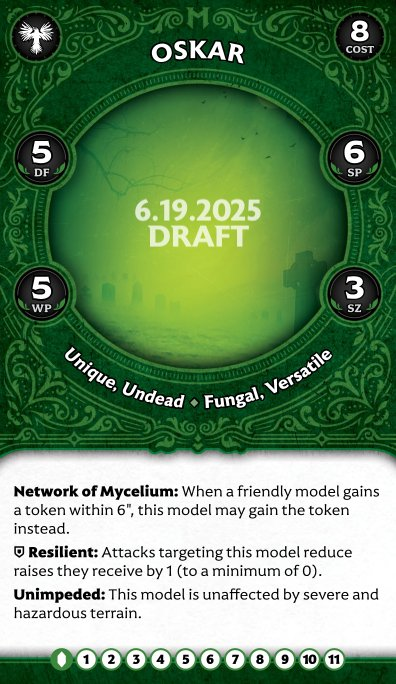 OSKAR
8
COST
5
DF
6
SP
6.19.2025
DRAFT
5
WP
3
SZ
Unique, Undead ◆ Fungal, Versatile
Network of Mycelium: When a friendly model gains
a token within 6", this model may gain the token
instead.
Resilient: Attacks targeting this model reduce
raises they receive by 1 (to a minimum of 0).
Unimpeded: This model is unaffected by severe and
hazardous terrain.
1 2 3 4 5 6 7 8 9 10 11